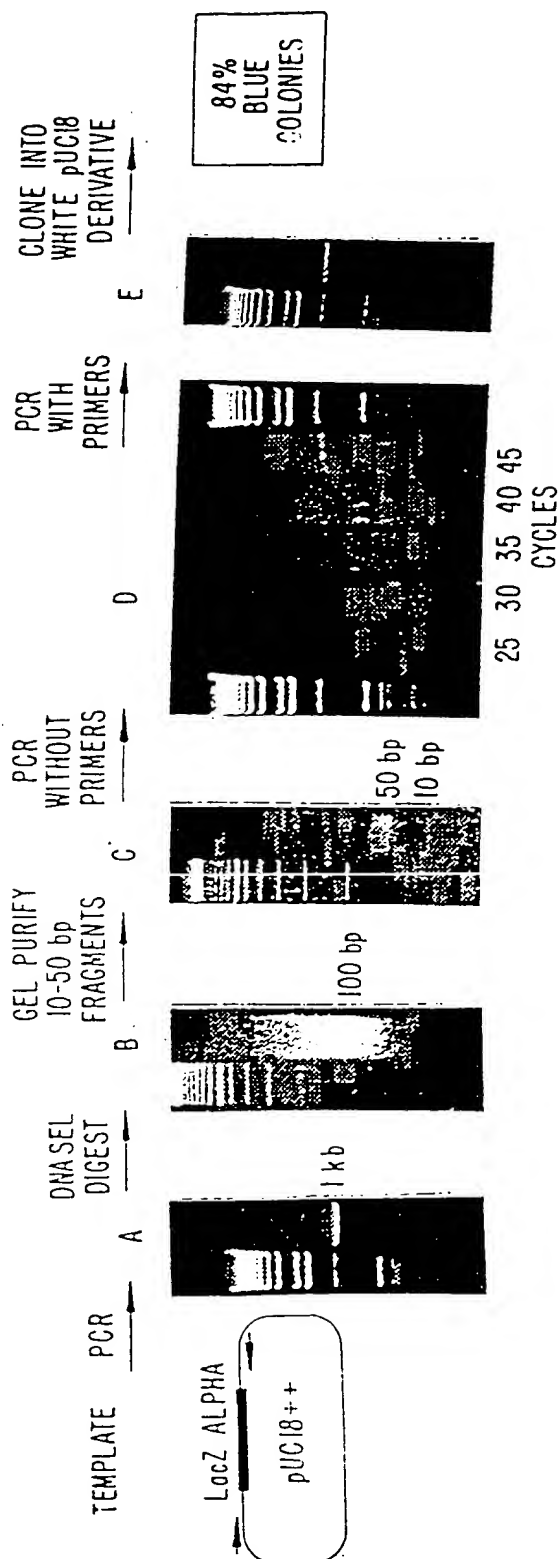 TEMPLATE
PCR
DNASEL
DIGEST
GEL PURIFY
10-50 bp
FRAGMENTS
PCR
WITHOUT
PRIMERS
PCR
WITH
PRIMERS
CLONE INTO
WHITE pUC18
DERIVATIVE
A
B
C
D
E
LacZ ALPHA
pUC18++
1 kb
100 bp
50 bp
10 bp
25 30 35 40 45
CYCLES
84%
BLUE
COLONIES